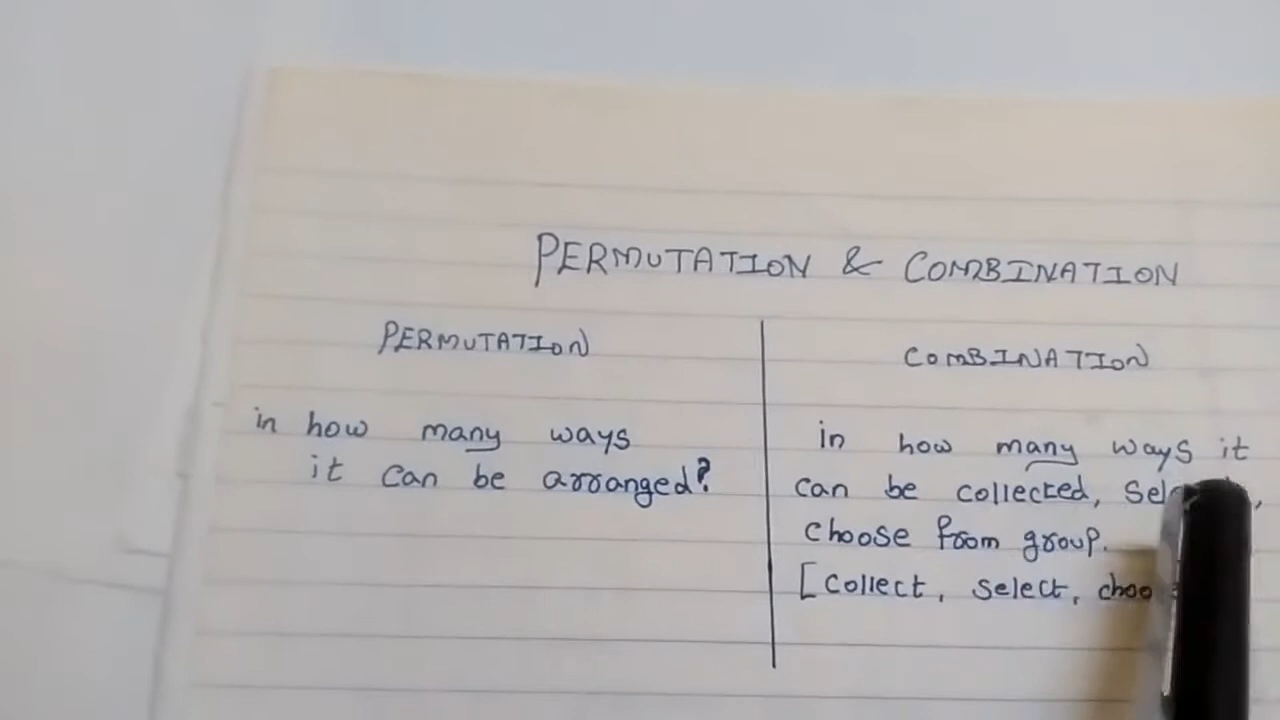 PERMUTATION & COMBINATION
PERMUTATION
in how many ways
it can be arranged?
COMBINATION
in how many ways it
can be collected,
choose from group.
[collect, select,